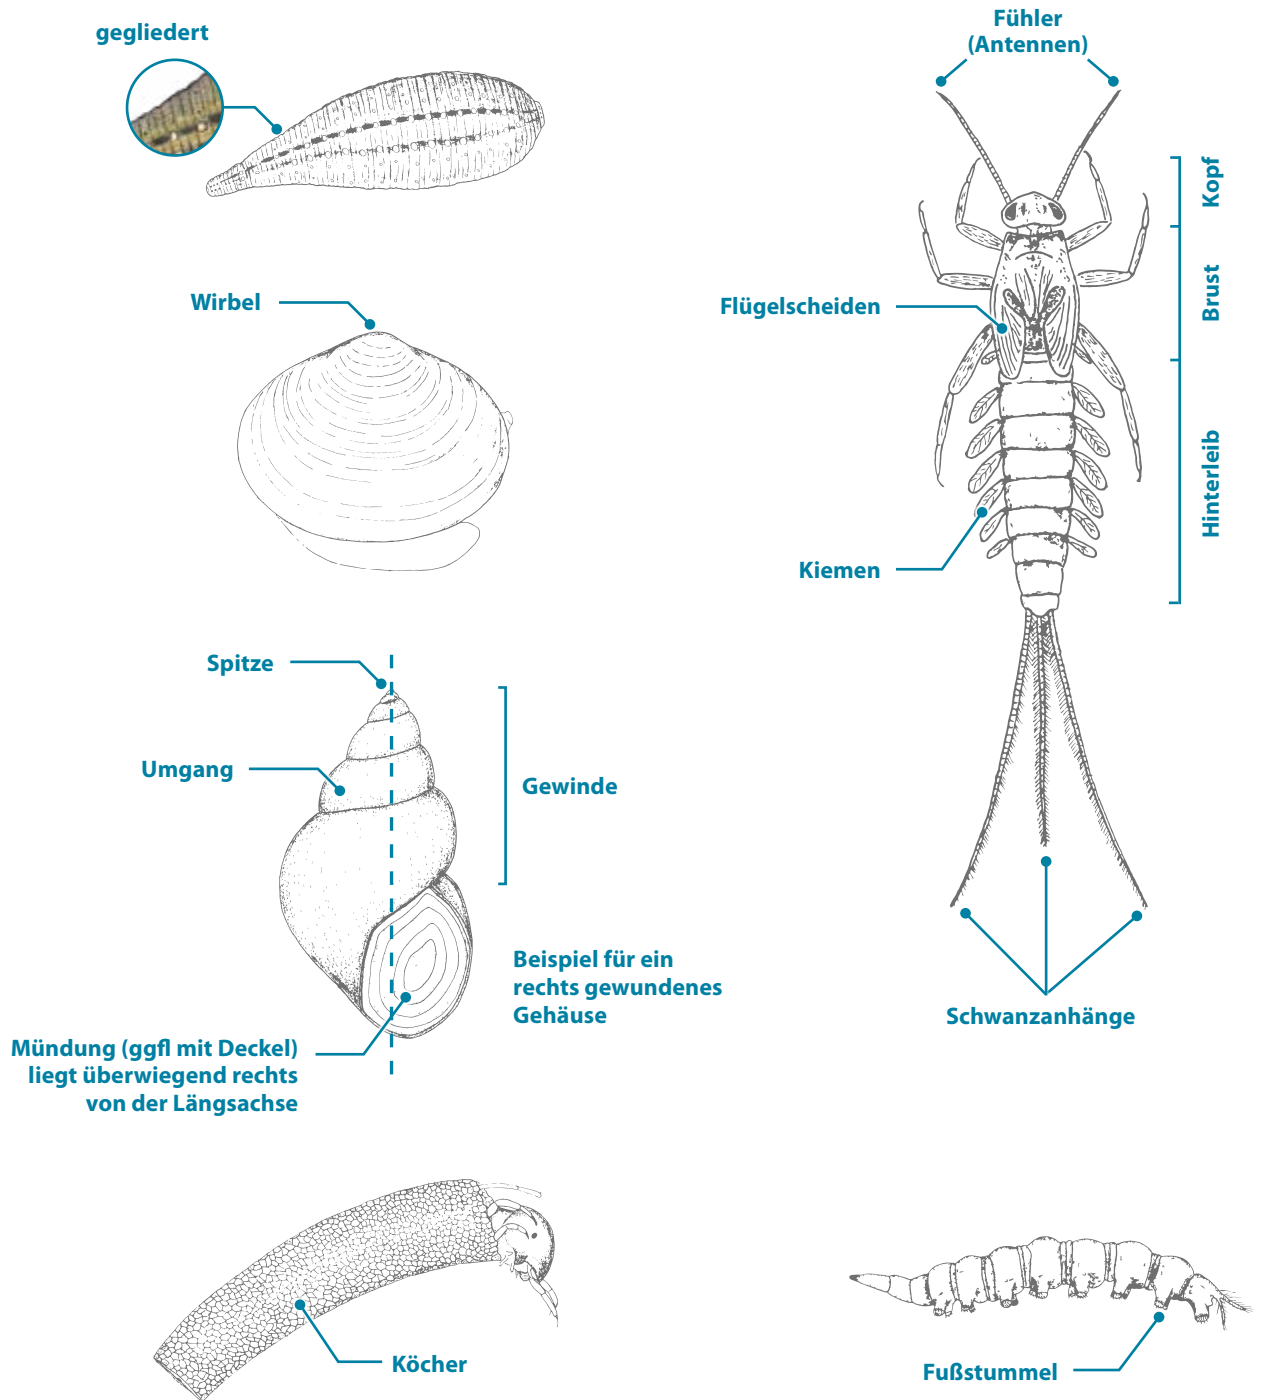 gegliedert
Wirbel
Spitze
Umgang
Gewinde
Beispiel für ein
rechts gewundenes
Gehäuse
Mündung (ggfl mit Deckel)
liegt überwiegend rechts
von der Längsachse
Köcher
Fühler
(Antennen)
Kopf
Brust
Flügelscheiden
Hinterleib
Kiemen
Schwanzanhänge
Fußstummel